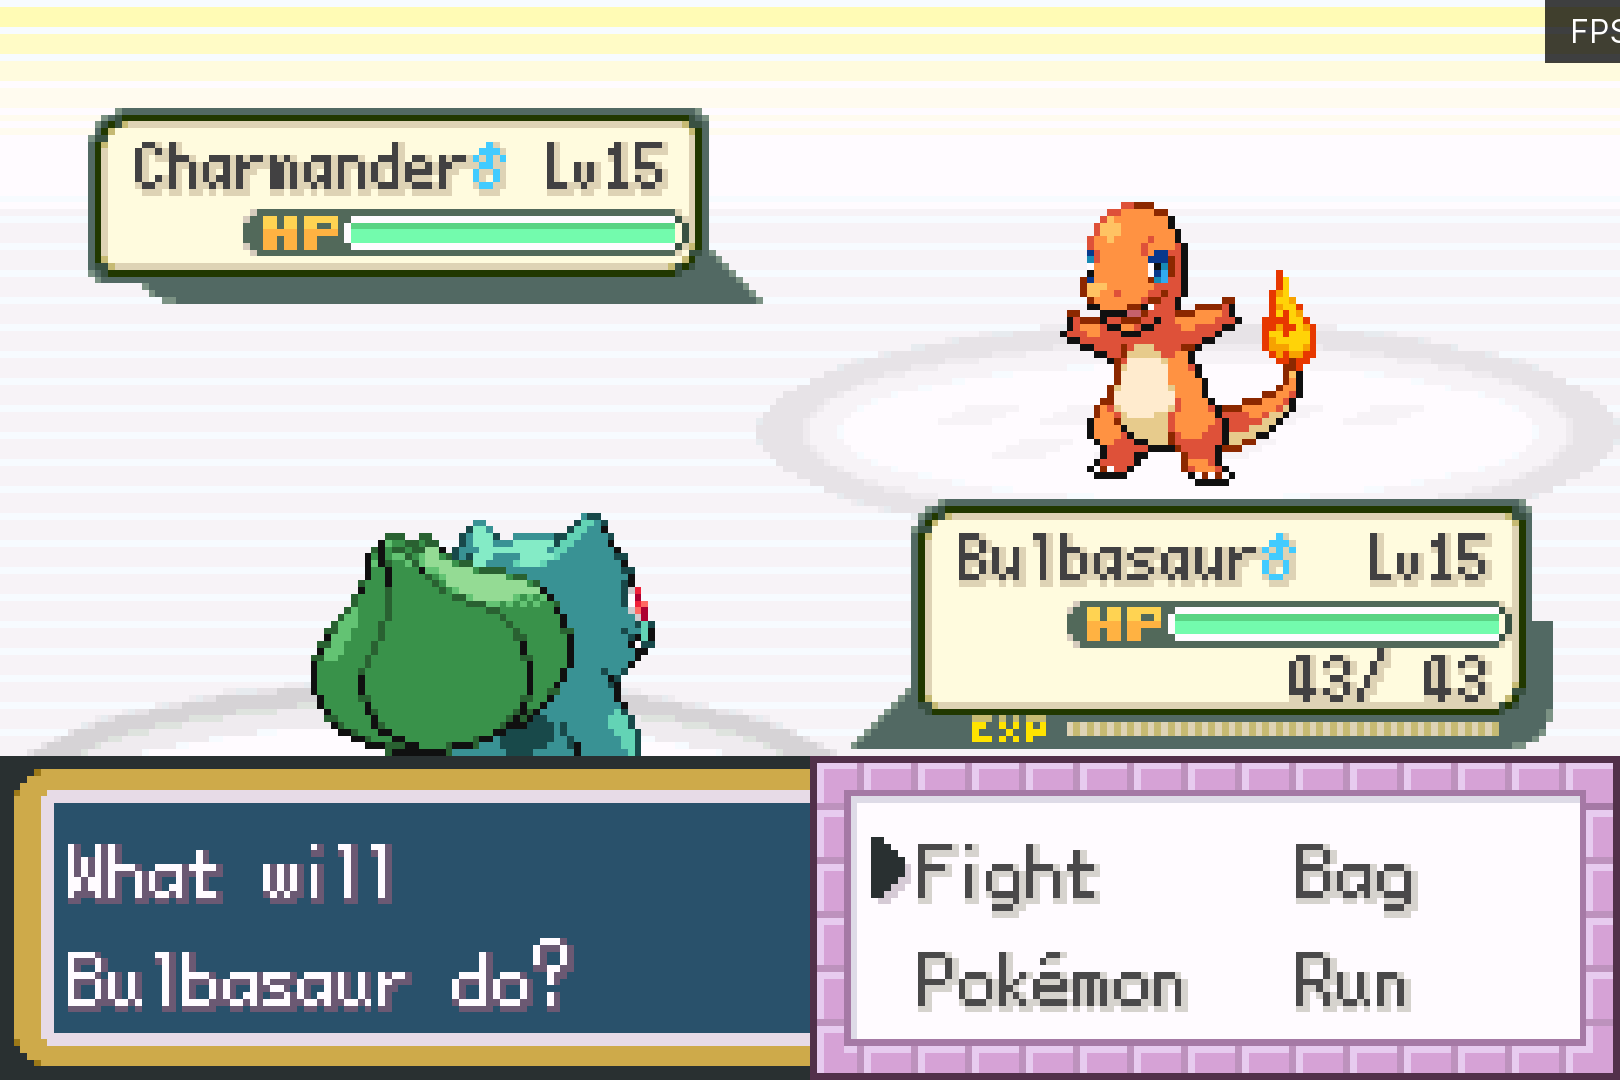 FPS
Charmander♂ Lv15
HP
Bulbasaur♂ Lv15
HP
43/ 43
EXP
What will
Bulbasaur do?
Fight Bag
Pokémon Run